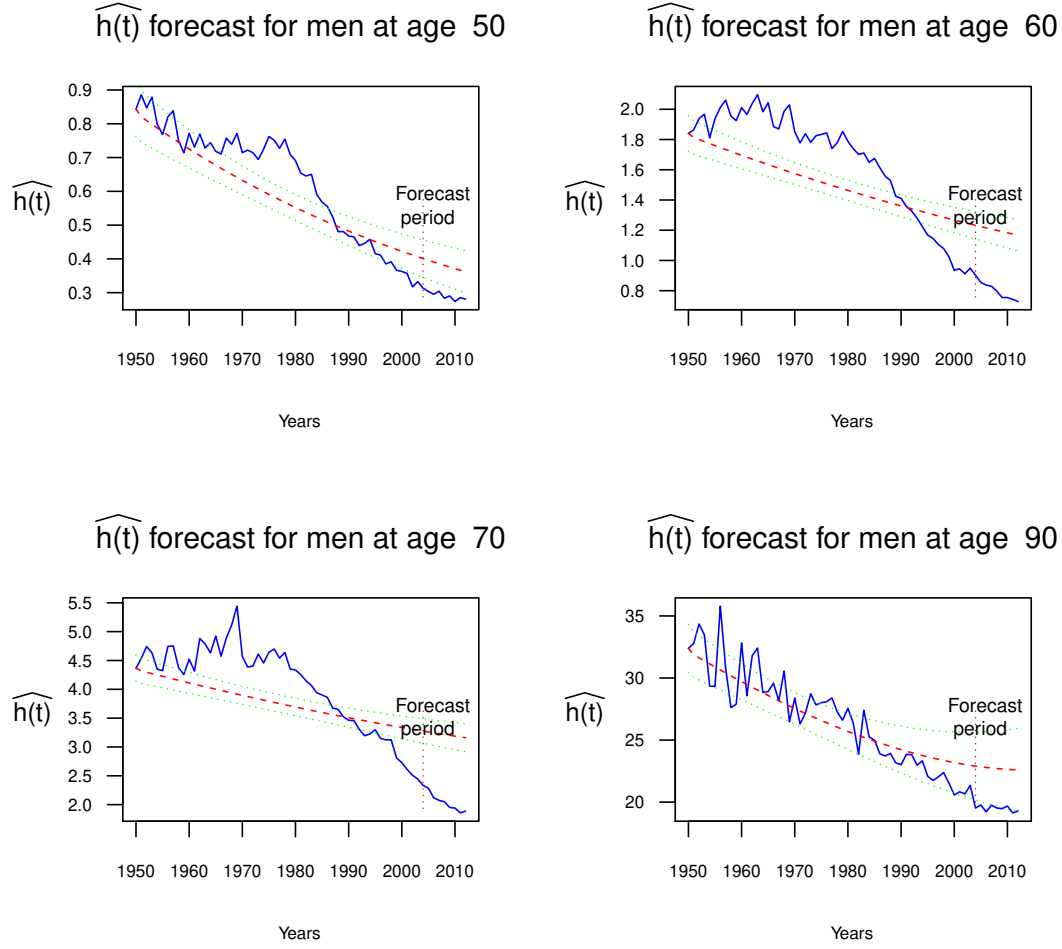 h(t) forecast for men at age 50
0.9
0.8
0.7
0.6
0.5
0.4
0.3
h(t)
Forecast
period
1950 1960 1970 1980 1990 2000 2010
Years
h(t) forecast for men at age 60
2.0
1.8
1.6
1.4
1.2
1.0
0.8
h(t)
Forecast
period
1950 1960 1970 1980 1990 2000 2010
Years
h(t) forecast for men at age 70
5.5
5.0
4.5
4.0
3.5
3.0
2.5
2.0
h(t)
Forecast
period
1950 1960 1970 1980 1990 2000 2010
Years
h(t) forecast for men at age 90
35
30
25
20
h(t)
Forecast
period
1950 1960 1970 1980 1990 2000 2010
Years